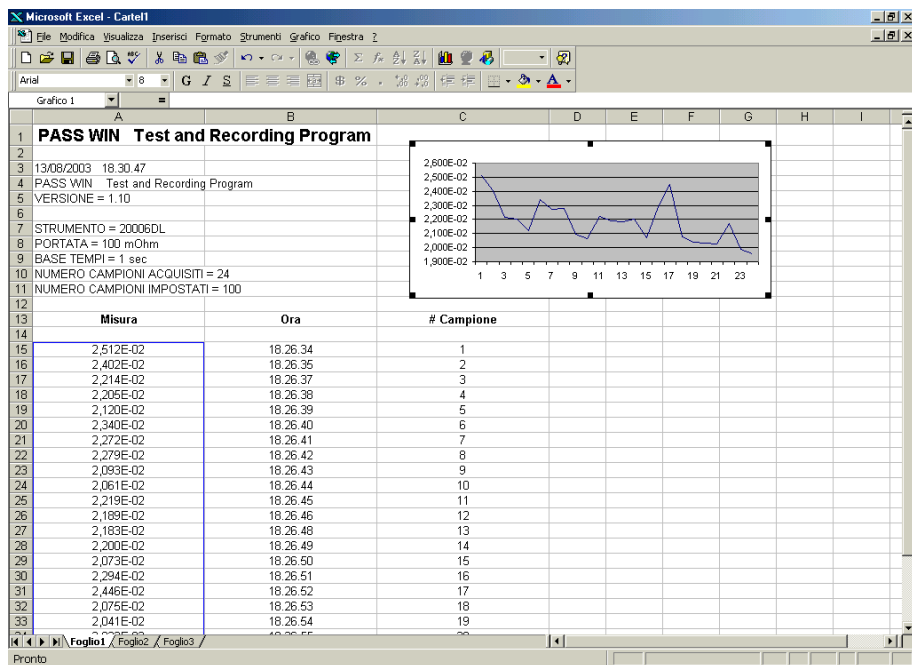 Microsoft Excel - Cartel1
File Modifica Visualizza Inserisci Formato Strumenti Grafico Finestra ?
Arial 8 G I S
Grafico 1 =
A B C D E F G H I
1 PASS WIN Test and Recording Program
2
3 13/08/2003 18.30.47
4 PASS WIN Test and Recording Program
5 VERSIONE = 1.10
6
7 STRUMENTO = 20006DL
8 PORTATA = 100 mOhm
9 BASE TEMPI = 1 sec
10 NUMERO CAMPIONI ACQUISITI = 24
11 NUMERO CAMPIONI IMPOSTATI = 100
2,600E-02
2,500E-02
2,400E-02
2,300E-02
2,200E-02
2,100E-02
2,000E-02
1,900E-02
1 3 5 7 9 11 13 15 17 19 21 23
12
13 Misura Ora # Campione
14
15 2,512E-02 18.26.34 1
16 2,402E-02 18.26.35 2
17 2,214E-02 18.26.37 3
18 2,205E-02 18.26.38 4
19 2,120E-02 18.26.39 5
20 2,340E-02 18.26.40 6
21 2,272E-02 18.26.41 7
22 2,279E-02 18.26.42 8
23 2,093E-02 18.26.43 9
24 2,061E-02 18.26.44 10
25 2,219E-02 18.26.45 11
26 2,189E-02 18.26.46 12
27 2,183E-02 18.26.48 13
28 2,200E-02 18.26.49 14
29 2,073E-02 18.26.50 15
30 2,294E-02 18.26.51 16
31 2,446E-02 18.26.52 17
32 2,075E-02 18.26.53 18
33 2,041E-02 18.26.54 19
Foglio1 Foglio2 Foglio3
Pronto